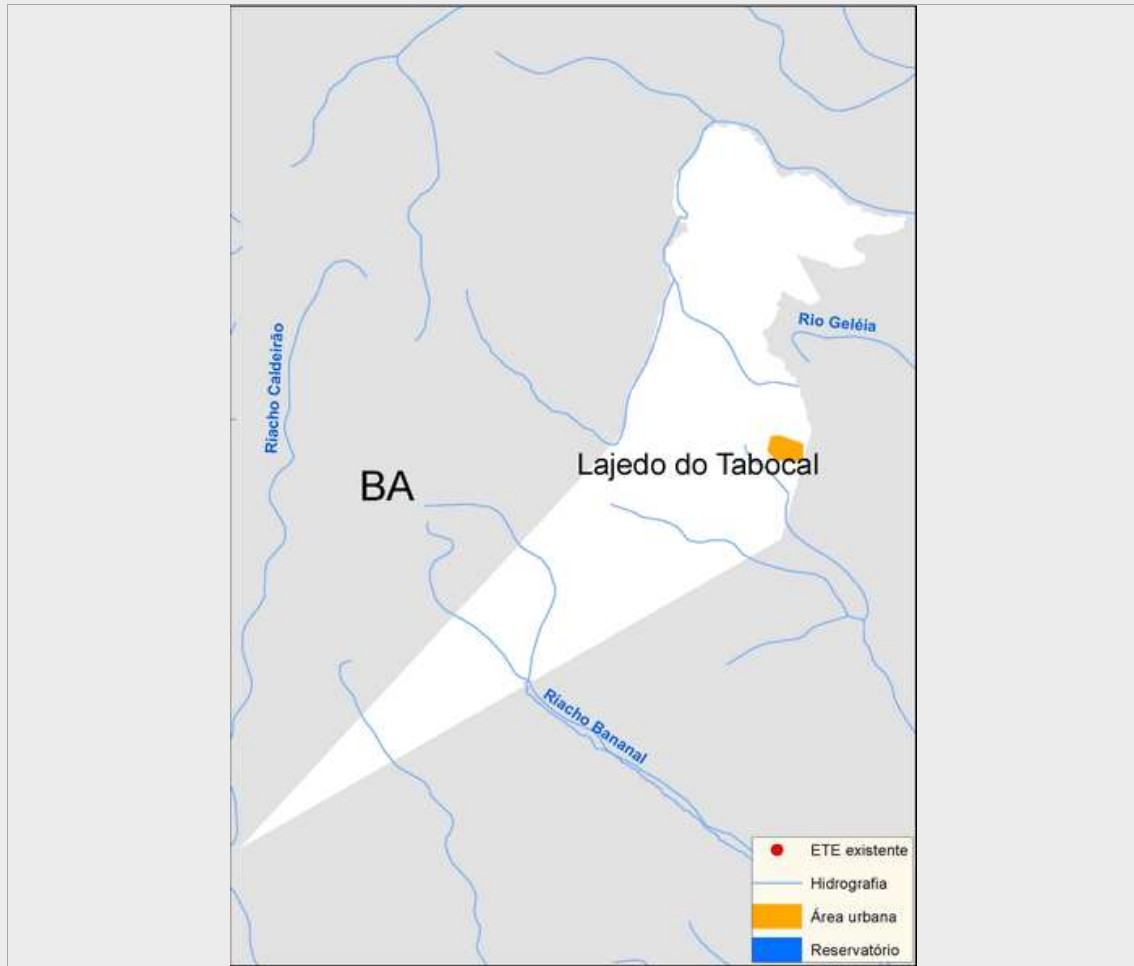 Rio Geléia
Riacho Caldeirão
Lajedo do Tabocal
BA
Riacho Bananal
ETE existente
Hidrografia
Área urbana
Reservatório